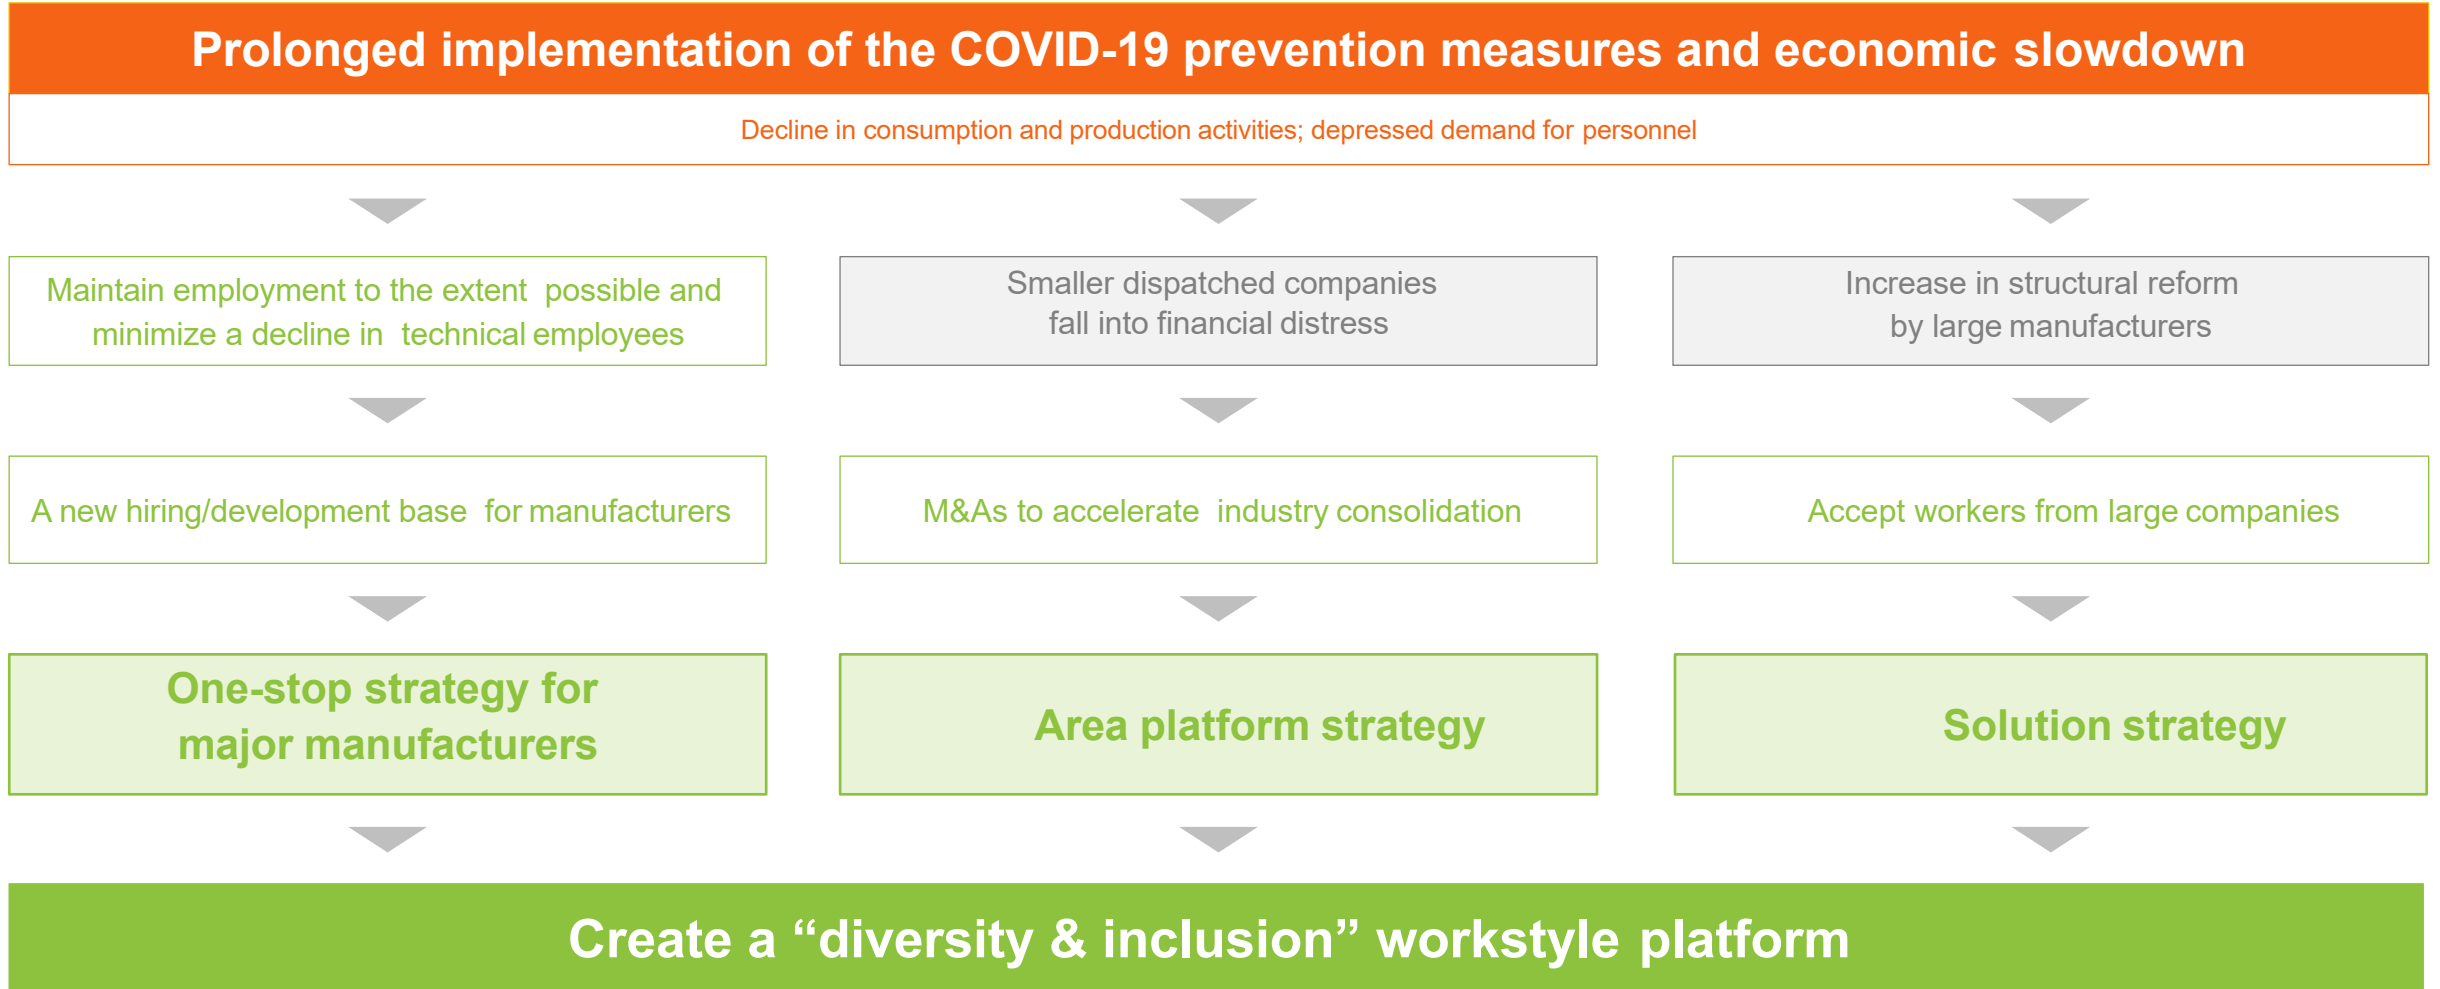 Prolonged implementation of the COVID-19 prevention measures and economic slowdown
Decline in consumption and production activities; depressed demand for personnel
Maintain employment to the extent possible and
minimize a decline in technical employees
Smaller dispatched companies
fall into financial distress
Increase in structural reform
by large manufacturers
A new hiring/development base for manufacturers
M&As to accelerate industry consolidation
Accept workers from large companies
One-stop strategy for
major manufacturers
Area platform strategy
Solution strategy
Create a “diversity & inclusion” workstyle platform